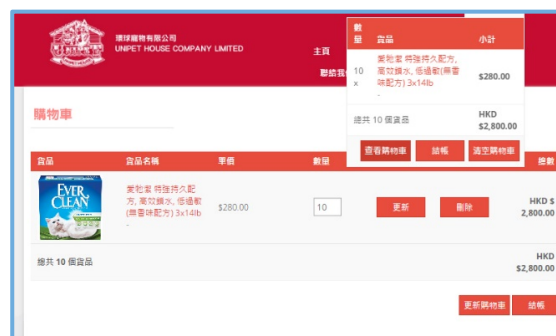 環球寵物有限公司
UNIPET HOUSE COMPANY LIMITED
主頁
聯絡我
數量 貨品 小計
10 x 愛牠潔 特強持久配方, 高效鎖水, 低過敏(無香味配方) 3x14lb $280.00
-
總共 10 個貨品 HKD $2,800.00
查看購物車 結帳 清空購物車
購物車
貨品 貨品名稱 單價 數量 總數
EVER CLEAN
愛牠潔 特強持久配方, 高效鎖水, 低過敏(無香味配方) 3x14lb $280.00 10 更新 刪除 HKD $ 2,800.00
-
總共 10 個貨品 HKD $2,800.00
更新購物車 結帳